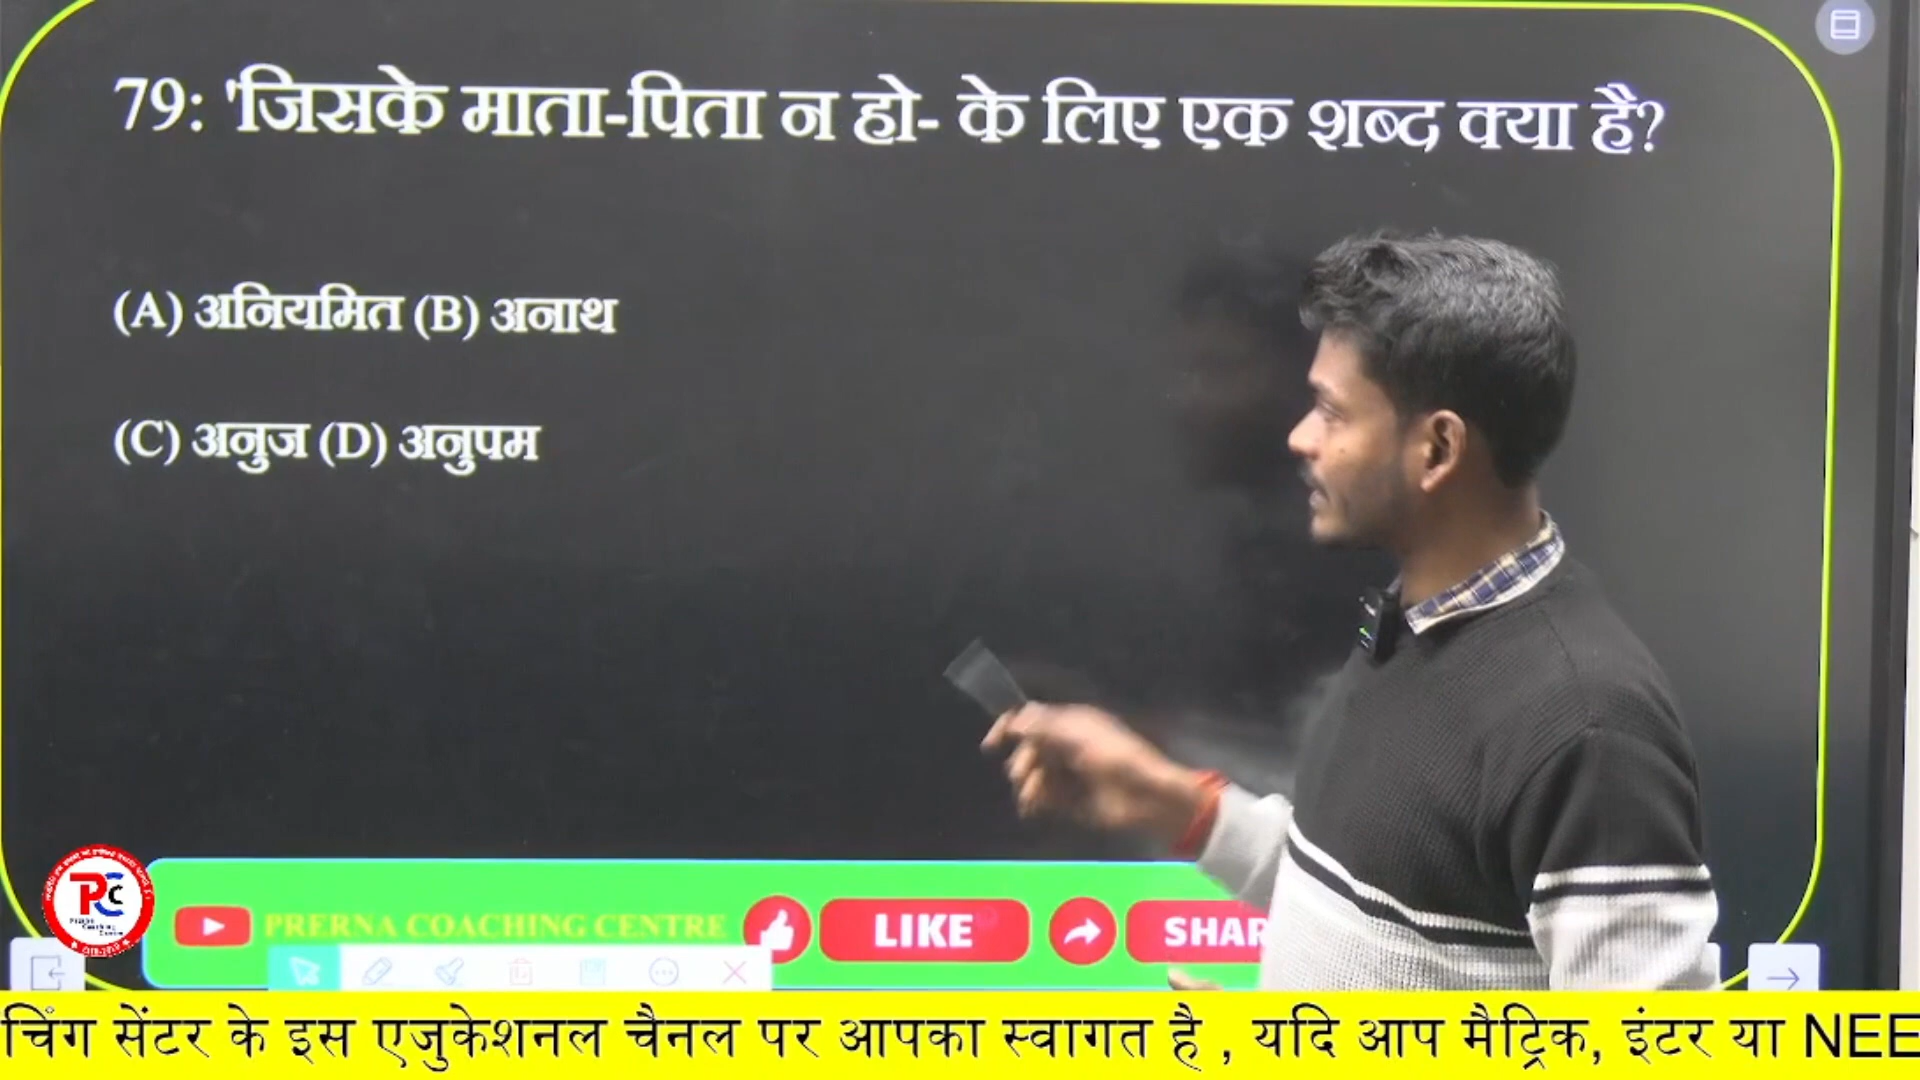 79: 'जिसके माता-पिता न हो- के लिए एक शब्द क्या है?
(A) अनियमित (B) अनाथ
(C) अनुज (D) अनुपम
PRERNA COACHING CENTRE
LIKE
SHAR
PCC
चिंग सेंटर के इस एजुकेशनल चैनल पर आपका स्वागत है , यदि आप मैट्रिक, इंटर या NEE